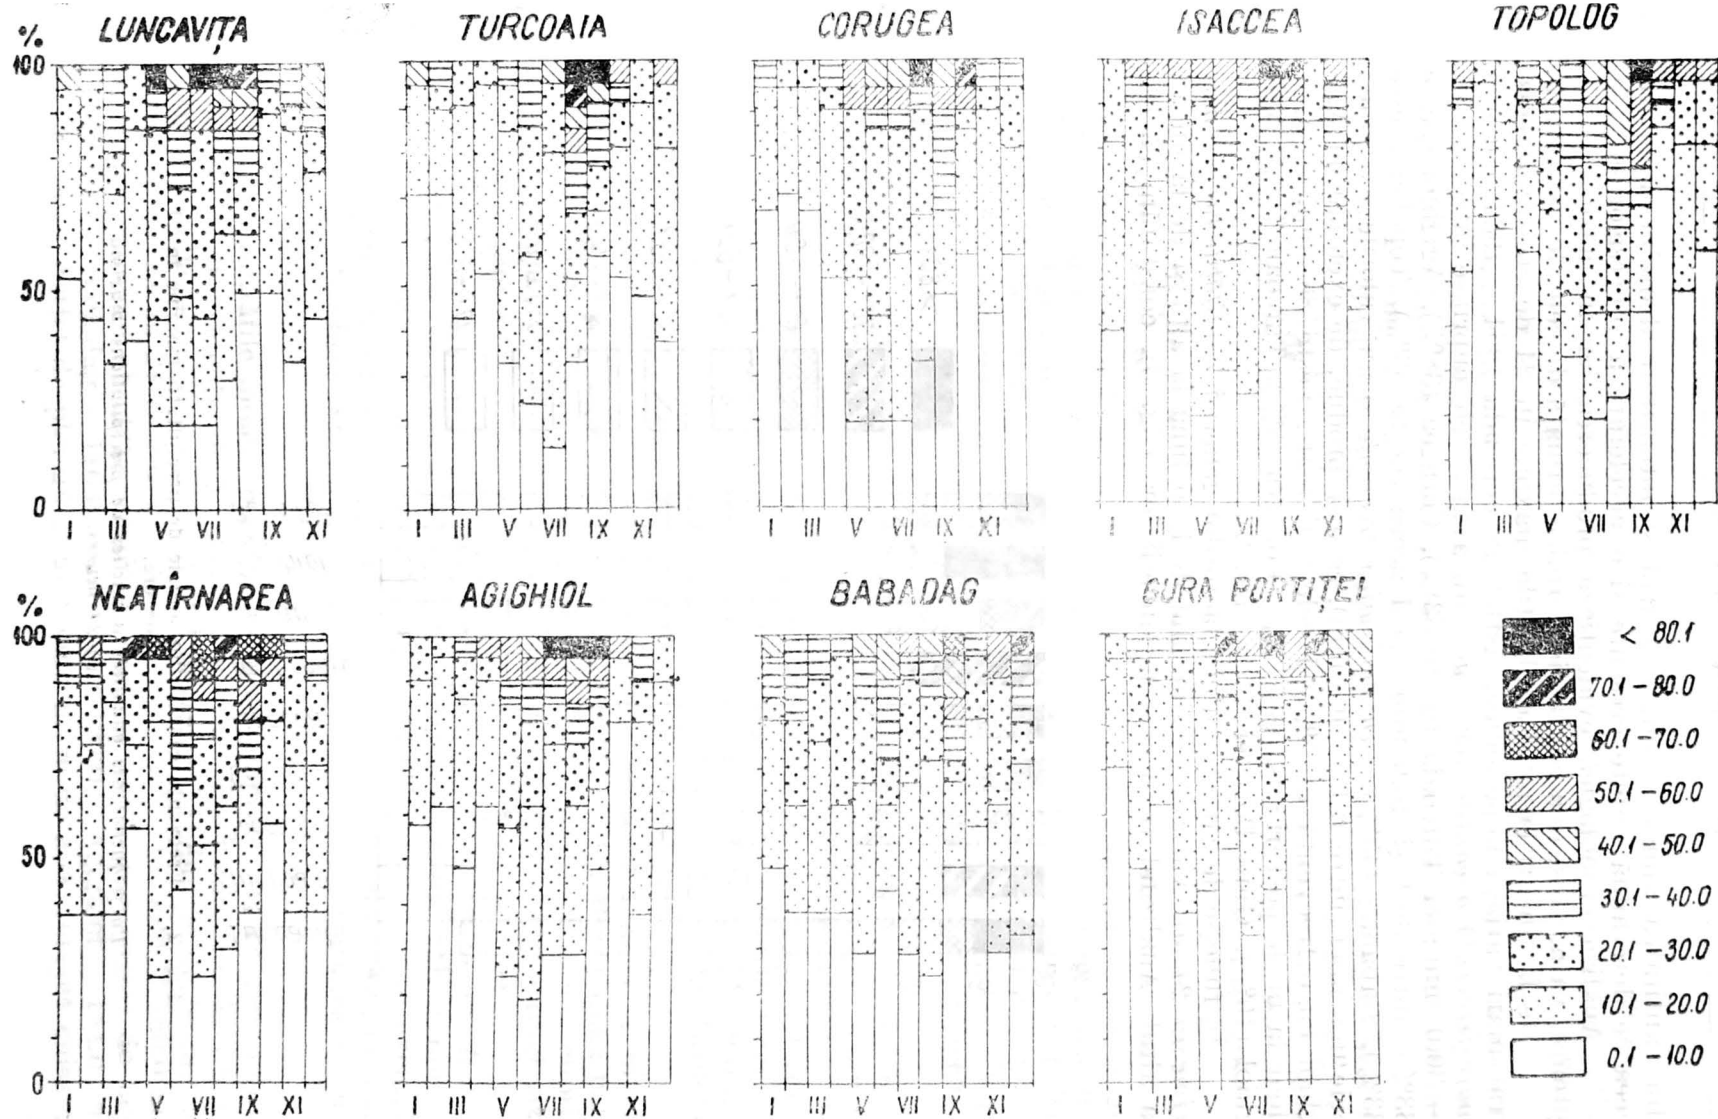 LUNCAVIȚA
TURCOAIA
CORUGEA
ISACCEA
TOPOLOG
%
100
50
0
I III V VII IX XI
I III V VII IX XI
I III V VII IX XI
I III V VII IX XI
I III V VII IX XI
NEATÎRNAREA
AGIGHIOL
BABADAG
GURA PORTIȚEI
%
100
50
0
I III V VII IX XI
I III V VII IX XI
I III V VII IX XI
I III V VII IX XI
< 80.1
70.1 – 80.0
60.1 – 70.0
50.1 – 60.0
40.1 – 50.0
30.1 – 40.0
20.1 – 30.0
10.1 – 20.0
0.1 – 10.0